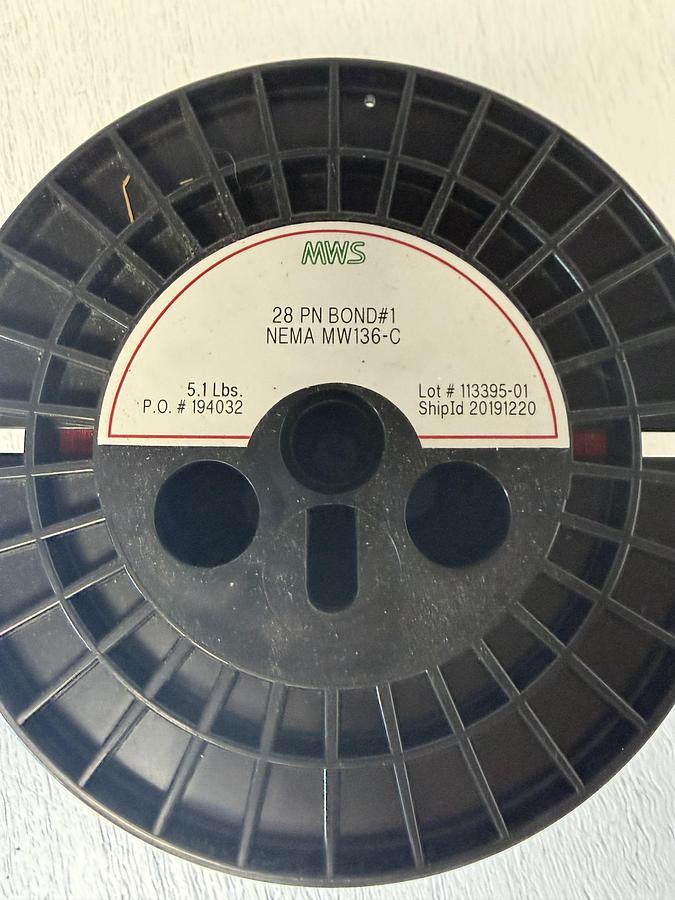 MWS
28 PN BOND#1
NEMA MW136-C
5.1 Lbs.
P.O. # 194032
Lot # 113395-01
ShipId 20191220